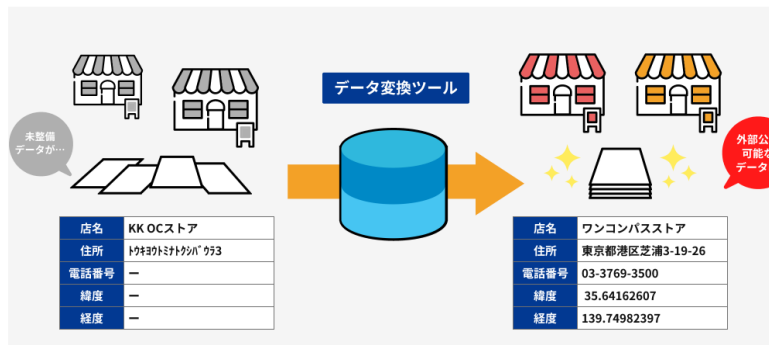 データ変換ツール
未整備
データが…
外部公
可能な
データ
店名 KK OCストア
住所 ﾄｳｷﾖｳﾄﾐﾅﾄｸｼﾊﾞｳﾗ3
電話番号 ー
緯度 ー
経度 ー
店名 ワンコンパスストア
住所 東京都港区芝浦3-19-26
電話番号 03-3769-3500
緯度 35.64162607
経度 139.74982397